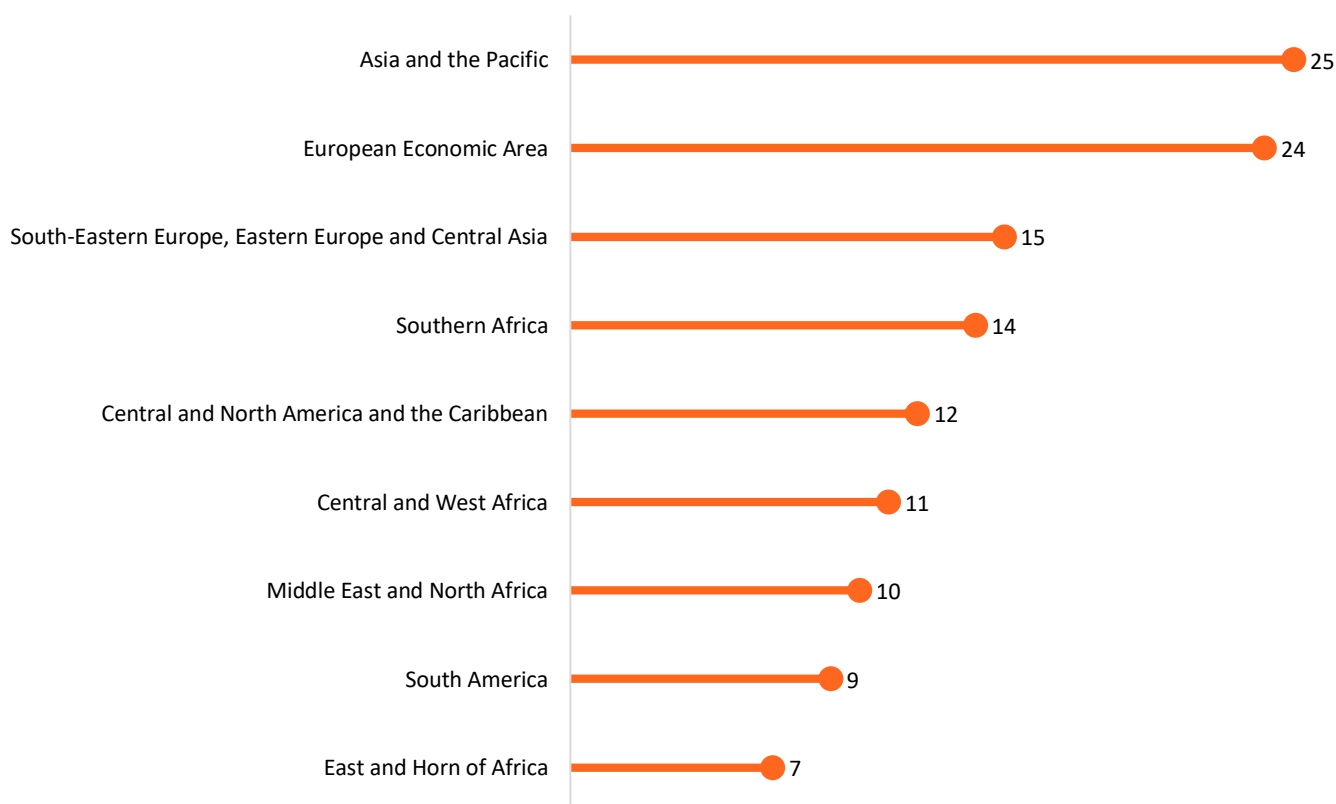 Asia and the Pacific 25
European Economic Area 24
South-Eastern Europe, Eastern Europe and Central Asia 15
Southern Africa 14
Central and North America and the Caribbean 12
Central and West Africa 11
Middle East and North Africa 10
South America 9
East and Horn of Africa 7